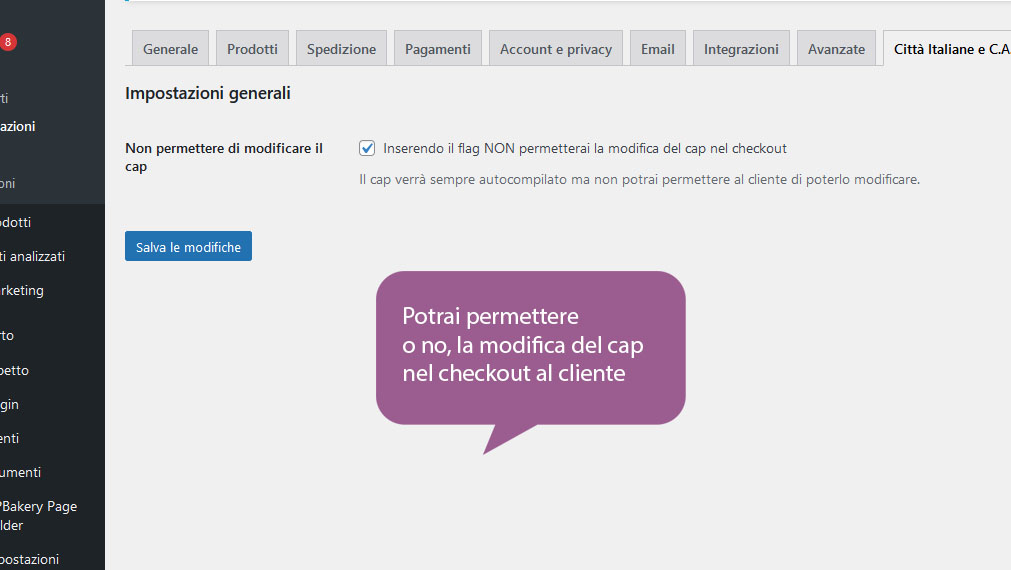 8
Generale
Prodotti
Spedizione
Pagamenti
Account e privacy
Email
Integrazioni
Avanzate
Città Italiane e C.A
Impostazioni generali
Non permettere di modificare il
cap
Inserendo il flag NON permetterai la modifica del cap nel checkout
Il cap verrà sempre autocompilato ma non potrai permettere al cliente di poterlo modificare.
Salva le modifiche
Potrai permettere
o no, la modifica del cap
nel checkout al cliente
ti
azioni
oni
dotti
ti analizzati
rketing
rto
petto
gin
enti
umenti
PBakery Page
lder
postazioni